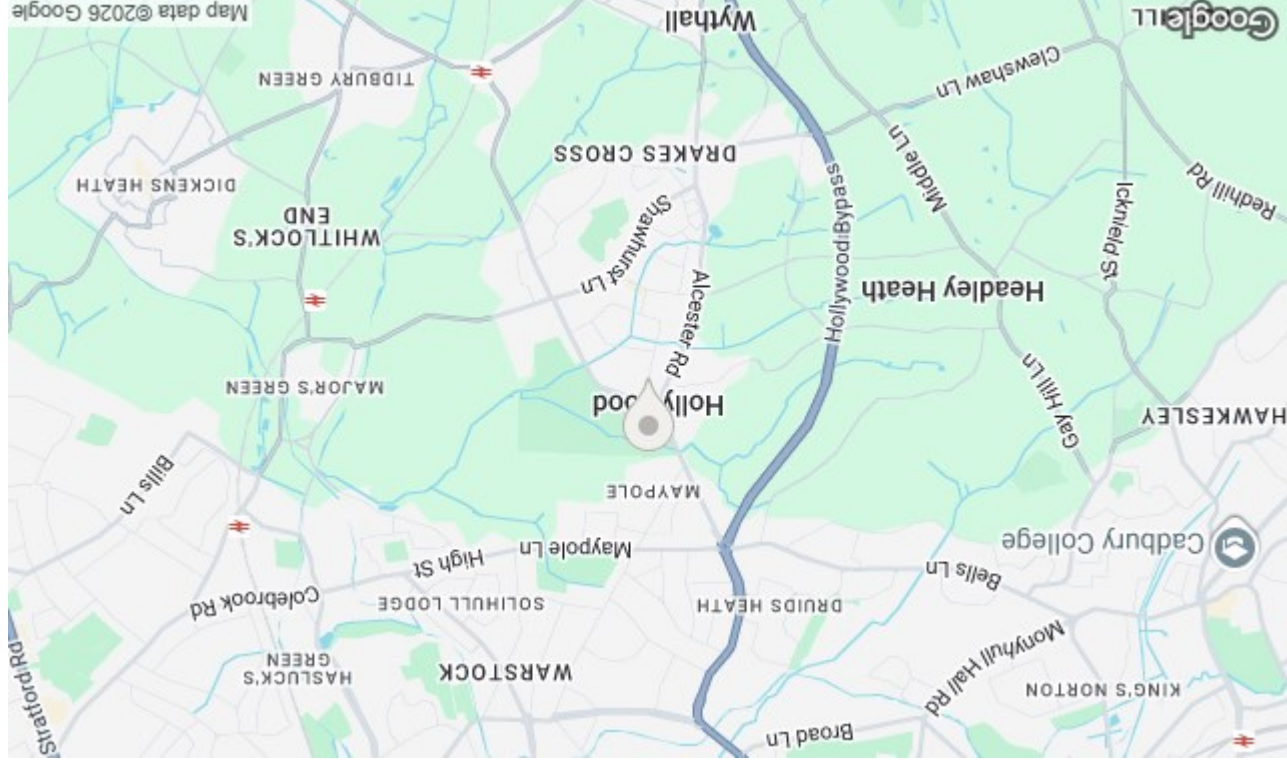 Broad Ln
KING'S NORTON
Monyhull Hall Rd
WARSTOCK
HASLUCK'S
GREEN
Stratford Rd
DRUIDS HEATH
SOLIHULL LODGE
Colebrook Rd
Bells Ln
High St
Maypole Ln
Cadbury College
MAYPOLE
Bills Ln
HAWKESLEY
Gay Hill Ln
Hollywood
MAJOR'S GREEN
Alcester Rd
Headley Heath
Hollywood Bypass
Shawhurst Ln
WHITLOCK'S
END
Icknield St
Redhill Rd
Middle Ln
DICKENS HEATH
DRAKES CROSS
Clewshaw Ln
TIDBURY GREEN
Wythall
Google
Map data ©2026 Google